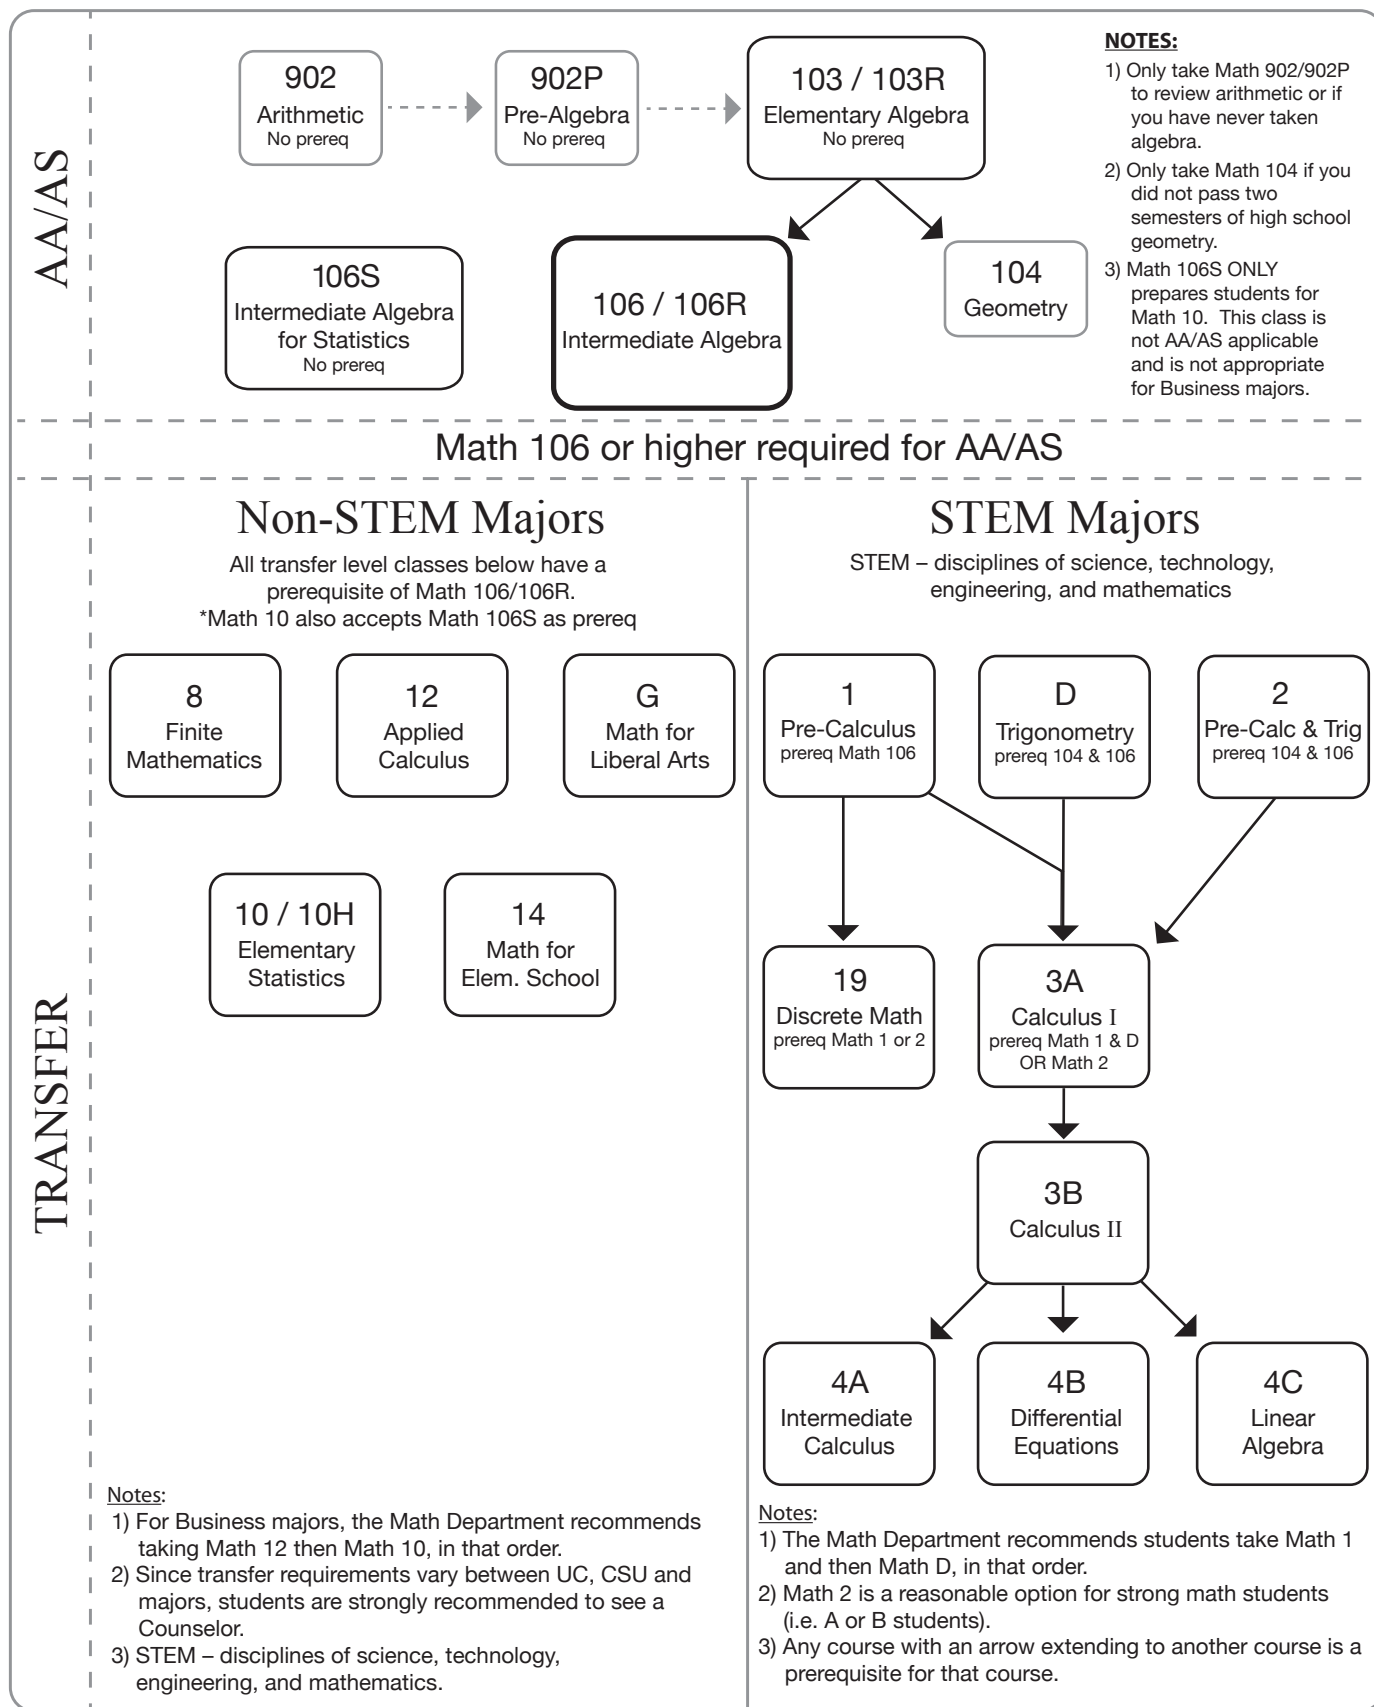 AA/AS
902
Arithmetic
No prereq
902P
Pre-Algebra
No prereq
103 / 103R
Elementary Algebra
No prereq
106S
Intermediate Algebra
for Statistics
No prereq
106 / 106R
Intermediate Algebra
104
Geometry
NOTES:
1) Only take Math 902/902P
to review arithmetic or if
you have never taken
algebra.
2) Only take Math 104 if you
did not pass two
semesters of high school
geometry.
3) Math 106S ONLY
prepares students for
Math 10. This class is
not AA/AS applicable
and is not appropriate
for Business majors.
Math 106 or higher required for AA/AS
TRANSFER
Non-STEM Majors
All transfer level classes below have a
prerequisite of Math 106/106R.
*Math 10 also accepts Math 106S as prereq
8
Finite
Mathematics
12
Applied
Calculus
G
Math for
Liberal Arts
10 / 10H
Elementary
Statistics
14
Math for
Elem. School
Notes:
1) For Business majors, the Math Department recommends
taking Math 12 then Math 10, in that order.
2) Since transfer requirements vary between UC, CSU and
majors, students are strongly recommended to see a
Counselor.
3) STEM – disciplines of science, technology,
engineering, and mathematics.
STEM Majors
STEM – disciplines of science, technology,
engineering, and mathematics
1
Pre-Calculus
prereq Math 106
D
Trigonometry
prereq 104 & 106
2
Pre-Calc & Trig
prereq 104 & 106
19
Discrete Math
prereq Math 1 or 2
3A
Calculus I
prereq Math 1 & D
OR Math 2
3B
Calculus II
4A
Intermediate
Calculus
4B
Differential
Equations
4C
Linear
Algebra
Notes:
1) The Math Department recommends students take Math 1
and then Math D, in that order.
2) Math 2 is a reasonable option for strong math students
(i.e. A or B students).
3) Any course with an arrow extending to another course is a
prerequisite for that course.